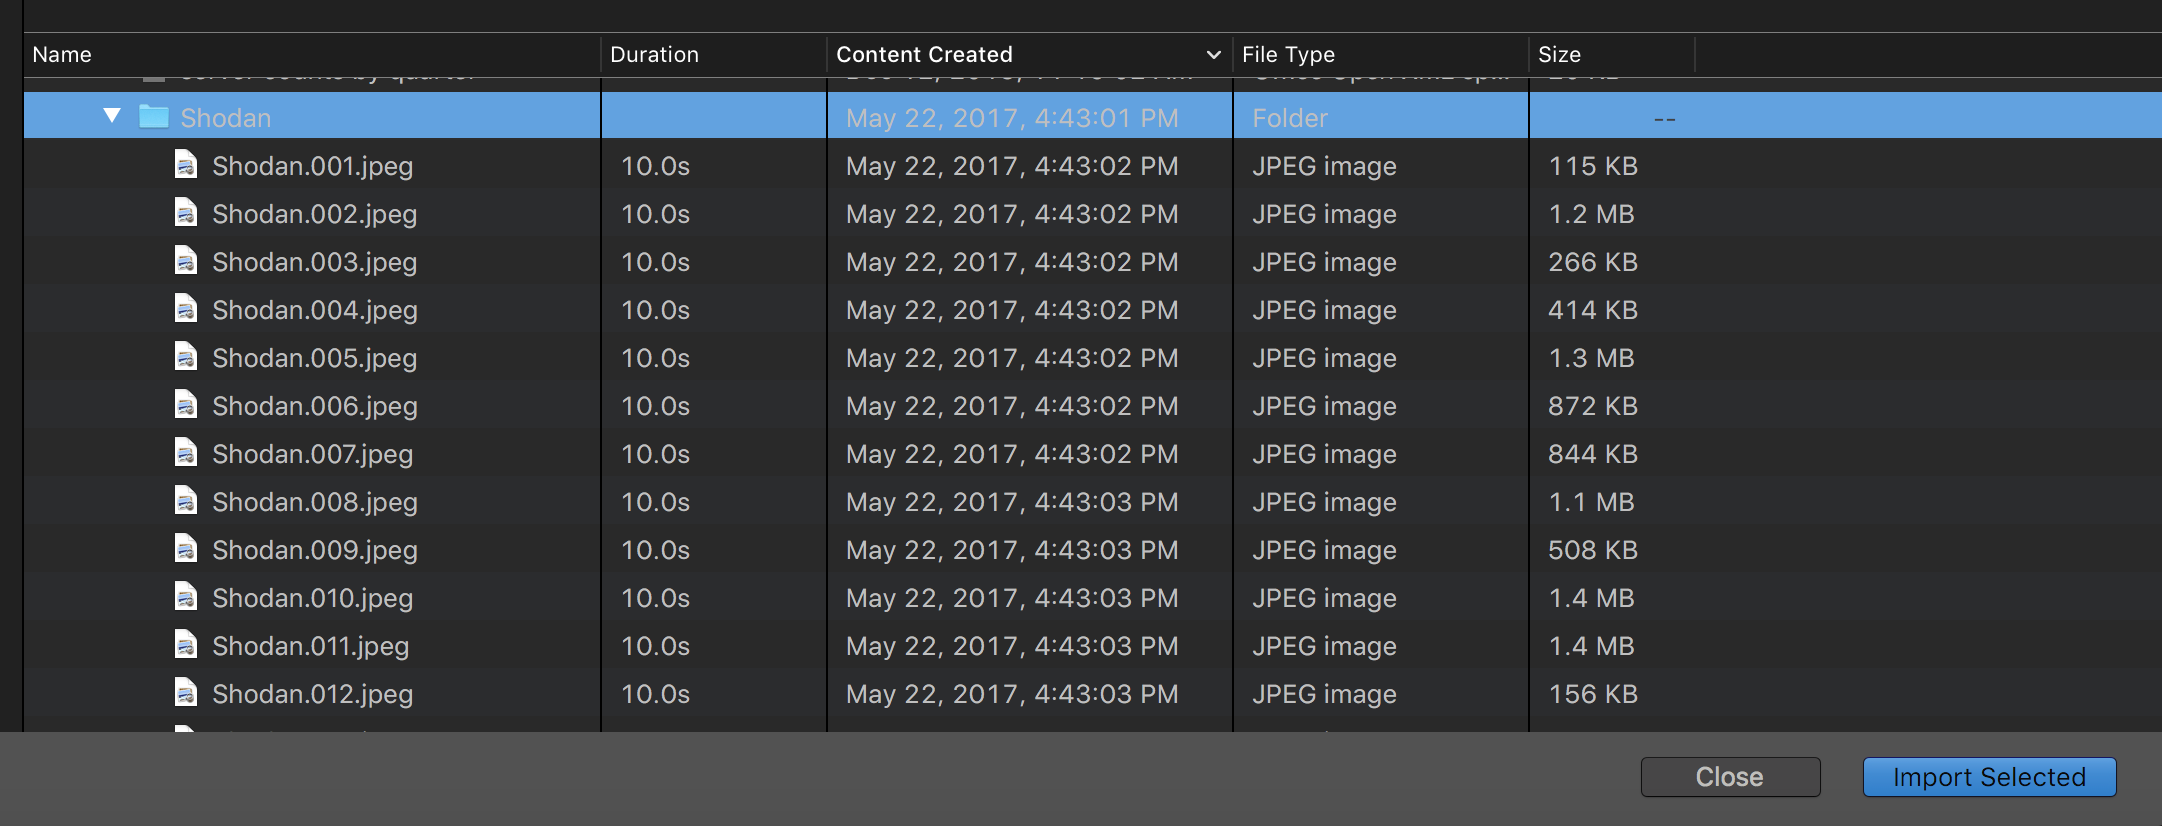 Name Duration Content Created File Type Size
Shodan May 22, 2017, 4:43:01 PM Folder --
Shodan.001.jpeg 10.0s May 22, 2017, 4:43:02 PM JPEG image 115 KB
Shodan.002.jpeg 10.0s May 22, 2017, 4:43:02 PM JPEG image 1.2 MB
Shodan.003.jpeg 10.0s May 22, 2017, 4:43:02 PM JPEG image 266 KB
Shodan.004.jpeg 10.0s May 22, 2017, 4:43:02 PM JPEG image 414 KB
Shodan.005.jpeg 10.0s May 22, 2017, 4:43:02 PM JPEG image 1.3 MB
Shodan.006.jpeg 10.0s May 22, 2017, 4:43:02 PM JPEG image 872 KB
Shodan.007.jpeg 10.0s May 22, 2017, 4:43:02 PM JPEG image 844 KB
Shodan.008.jpeg 10.0s May 22, 2017, 4:43:03 PM JPEG image 1.1 MB
Shodan.009.jpeg 10.0s May 22, 2017, 4:43:03 PM JPEG image 508 KB
Shodan.010.jpeg 10.0s May 22, 2017, 4:43:03 PM JPEG image 1.4 MB
Shodan.011.jpeg 10.0s May 22, 2017, 4:43:03 PM JPEG image 1.4 MB
Shodan.012.jpeg 10.0s May 22, 2017, 4:43:03 PM JPEG image 156 KB
Close Import Selected